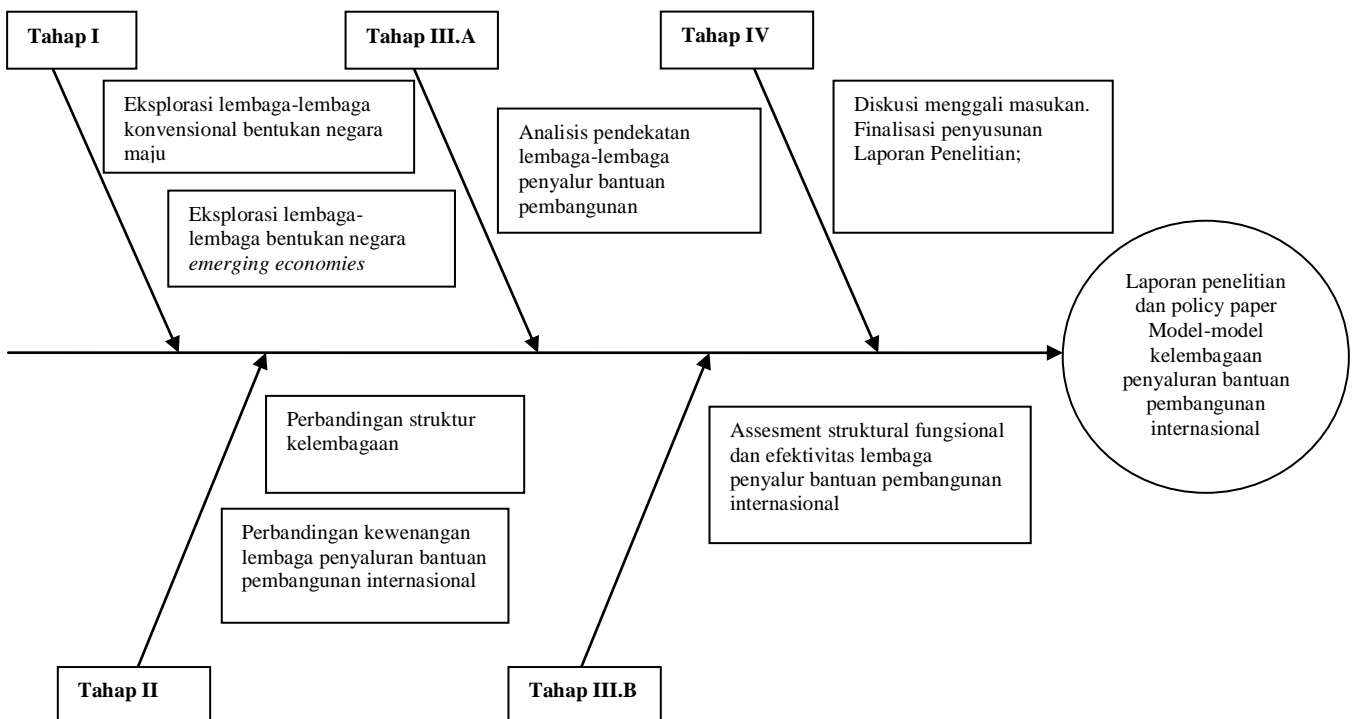 Tahap I
Tahap III.A
Tahap IV
Eksplorasi lembaga-lembaga
konvensional bentukan negara
maju
Eksplorasi lembaga-
lembaga bentukan negara
emerging economies
Analisis pendekatan
lembaga-lembaga
penyalur bantuan
pembangunan
Diskusi menggali masukan.
Finalisasi penyusunan
Laporan Penelitian;
Laporan penelitian
dan policy paper
Model-model
kelembagaan
penyaluran bantuan
pembangunan
internasional
Perbandingan struktur
kelembagaan
Perbandingan kewenangan
lembaga penyaluran bantuan
pembangunan internasional
Assesment struktural fungsional
dan efektivitas lembaga
penyalur bantuan pembangunan
internasional
Tahap II
Tahap III.B